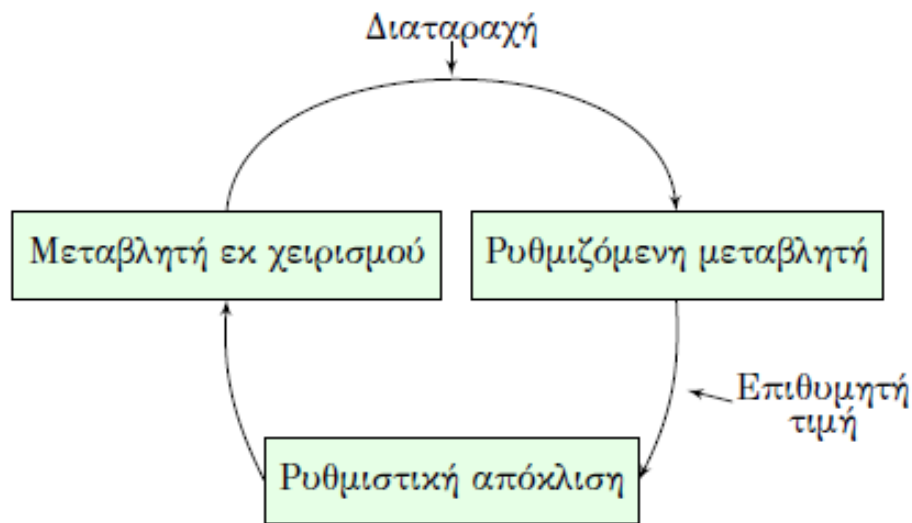 Διαταραχή
Μεταβλητή εκ χειρισμού
Ρυθμιζόμενη μεταβλητή
Επιθυμητή
τιμή
Ρυθμιστική απόκλιση